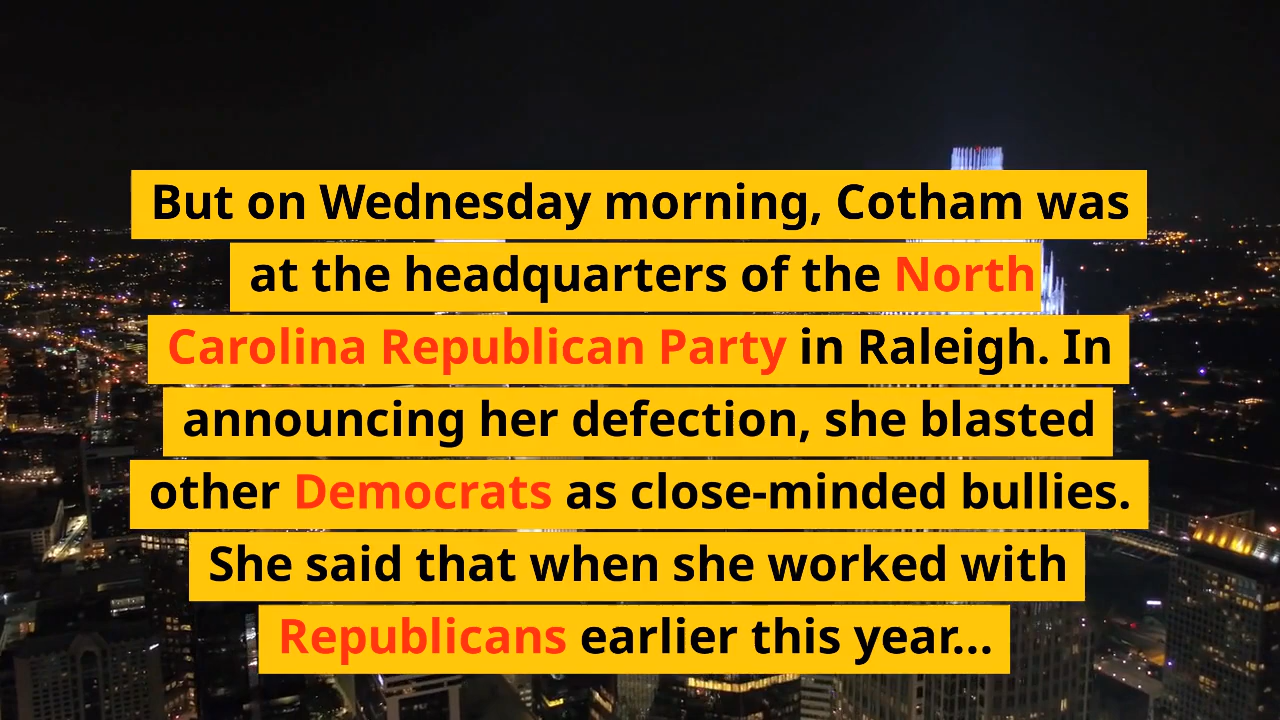 But on Wednesday morning, Cotham was
at the headquarters of the North
Carolina Republican Party in Raleigh. In
announcing her defection, she blasted
other Democrats as close-minded bullies.
She said that when she worked with
Republicans earlier this year...